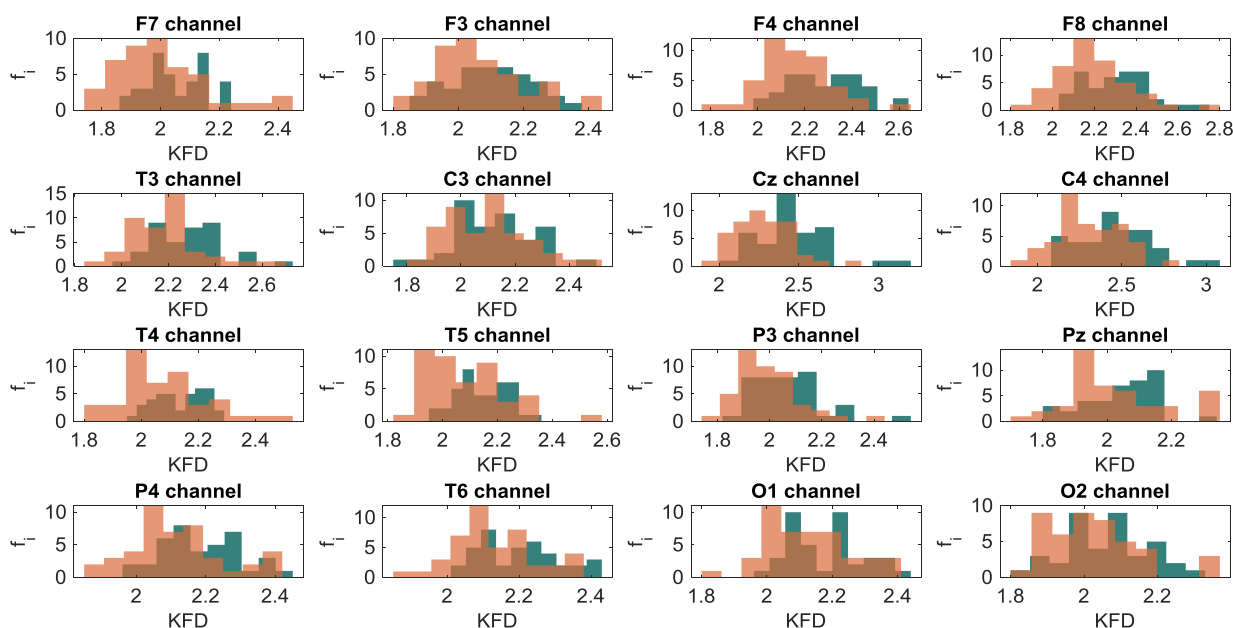 F7 channel
10
5
0
f_i
1.8 2 2.2 2.4
KFD
F3 channel
10
5
0
f_i
1.8 2 2.2 2.4
KFD
F4 channel
10
5
0
f_i
1.8 2 2.2 2.4 2.6
KFD
F8 channel
10
5
0
f_i
1.8 2 2.2 2.4 2.6 2.8
KFD
T3 channel
15
10
5
0
f_i
1.8 2 2.2 2.4 2.6
KFD
C3 channel
10
5
0
f_i
1.8 2 2.2 2.4
KFD
Cz channel
10
5
0
f_i
2 2.5 3
KFD
C4 channel
10
5
0
f_i
2 2.5 3
KFD
T4 channel
10
5
0
f_i
1.8 2 2.2 2.4
KFD
T5 channel
10
5
0
f_i
1.8 2 2.2 2.4 2.6
KFD
P3 channel
10
5
0
f_i
1.8 2 2.2 2.4
KFD
Pz channel
10
5
0
f_i
1.8 2 2.2
KFD
P4 channel
10
5
0
f_i
2 2.2 2.4
KFD
T6 channel
10
5
0
f_i
2 2.2 2.4
KFD
O1 channel
10
5
0
f_i
1.8 2 2.2 2.4
KFD
O2 channel
10
5
0
f_i
1.8 2 2.2
KFD